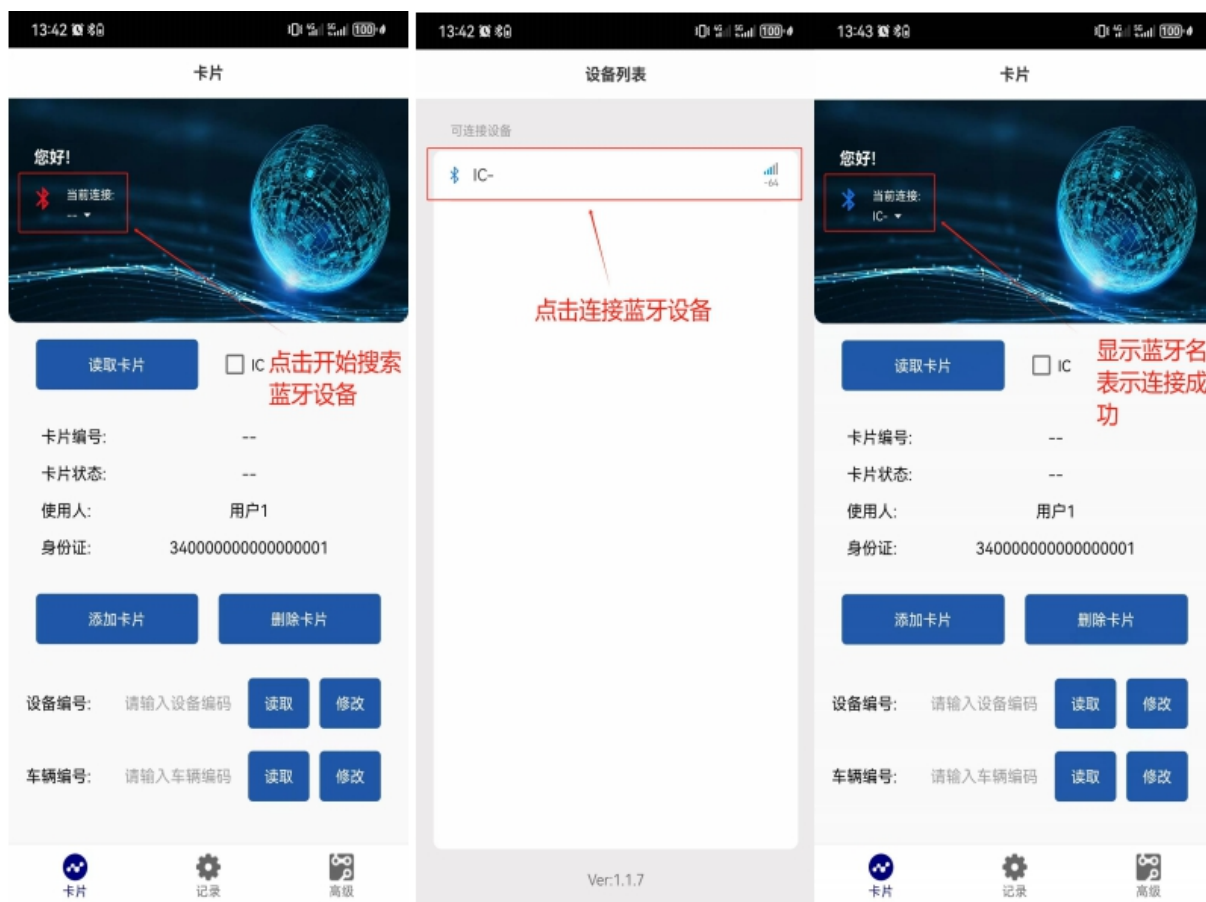 13:42
100
卡片
您好!
当前连接:
--
点击开始搜索
蓝牙设备
读取卡片
IC
卡片编号: --
卡片状态: --
使用人: 用户1
身份证: 340000000000000001
添加卡片 删除卡片
设备编号: 请输入设备编码 读取 修改
车辆编号: 请输入车辆编码 读取 修改
卡片 记录 高级
13:42
100
设备列表
可连接设备
IC-
-64
点击连接蓝牙设备
Ver:1.1.7
13:43
100
卡片
您好!
当前连接:
IC-
读取卡片
IC
显示蓝牙名
表示连接成
功
卡片编号: --
卡片状态: --
使用人: 用户1
身份证: 340000000000000001
添加卡片 删除卡片
设备编号: 请输入设备编码 读取 修改
车辆编号: 请输入车辆编码 读取 修改
卡片 记录 高级